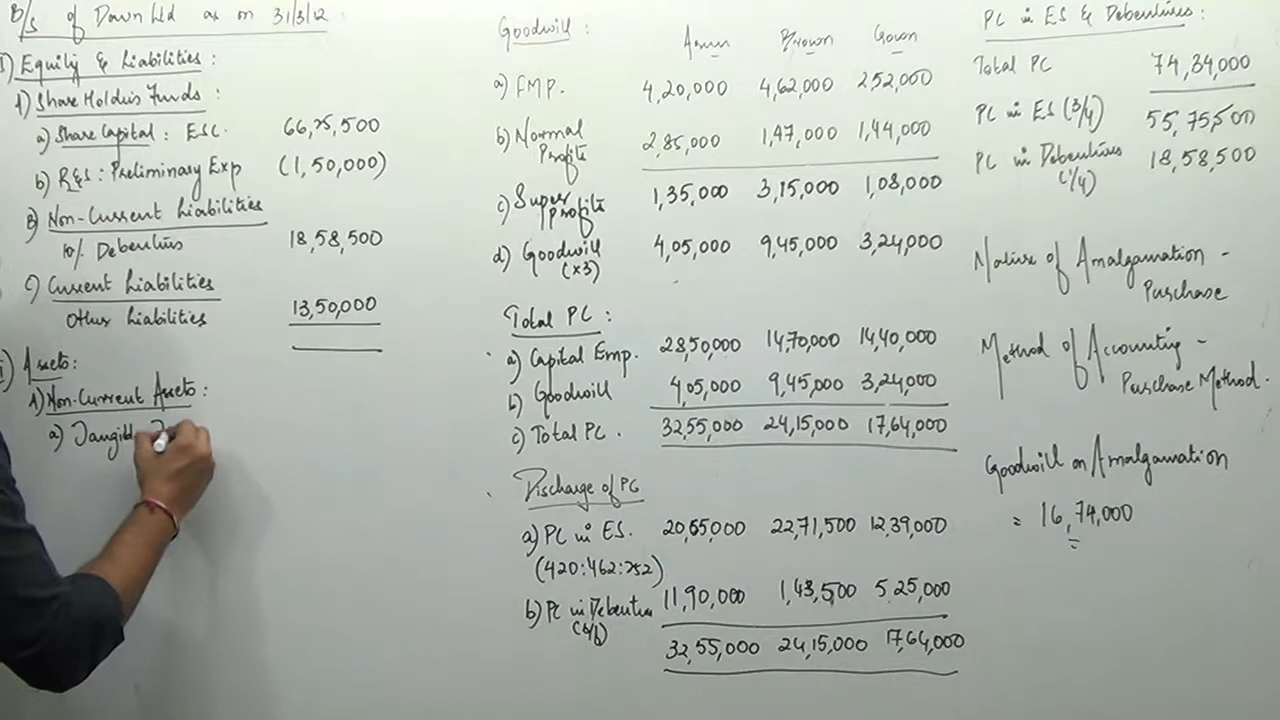 B/S of Dawn Ltd as on 31/3/12:
I) Equity & Liabilities:
1) Share Holders Funds:
a) Share Capital: ESC. 66,75,500
b) R&S: Preliminary Exp (1,50,000)
B) Non-Current Liabilities
10% Debentures 18,58,500
C) Current Liabilities
Other Liabilities 13,50,000
Assets:
1) Non-Current Assets:
a) Tangible
Goodwill: Brown
a) FMP. 4,20,000 4,62,000 2,52,000
b) Normal Profits 2,85,000 1,47,000 1,44,000
c) Super Profits 1,35,000 3,15,000 1,08,000
d) Goodwill (x3) 4,05,000 9,45,000 3,24,000
Total PC:
a) Capital Emp. 28,50,000 14,70,000 14,40,000
b) Goodwill 4,05,000 9,45,000 3,24,000
c) Total PC. 32,55,000 24,15,000 17,64,000
Discharge of PC
a) PC in ES. 20,65,000 22,71,500 12,39,000
(420:462:252)
b) PC in Debenture (b/f) 11,90,000 1,43,500 5,25,000
32,55,000 24,15,000 17,64,000
PC in ES & Debentures:
Total PC 74,34,000
PC in ES (3/4) 55,75,500
PC in Debentures (1/4) 18,58,500
Nature of Amalgamation -
Purchase
Method of Accounting -
Purchase Method.
Goodwill on Amalgamation
= 16,74,000